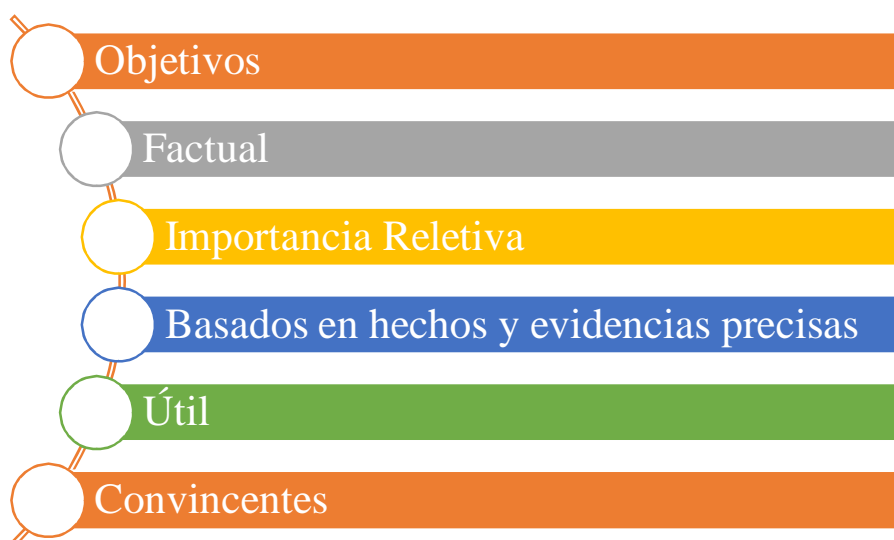 Objetivos
Factual
Importancia Reletiva
Basados en hechos y evidencias precisas
Útil
Convincentes